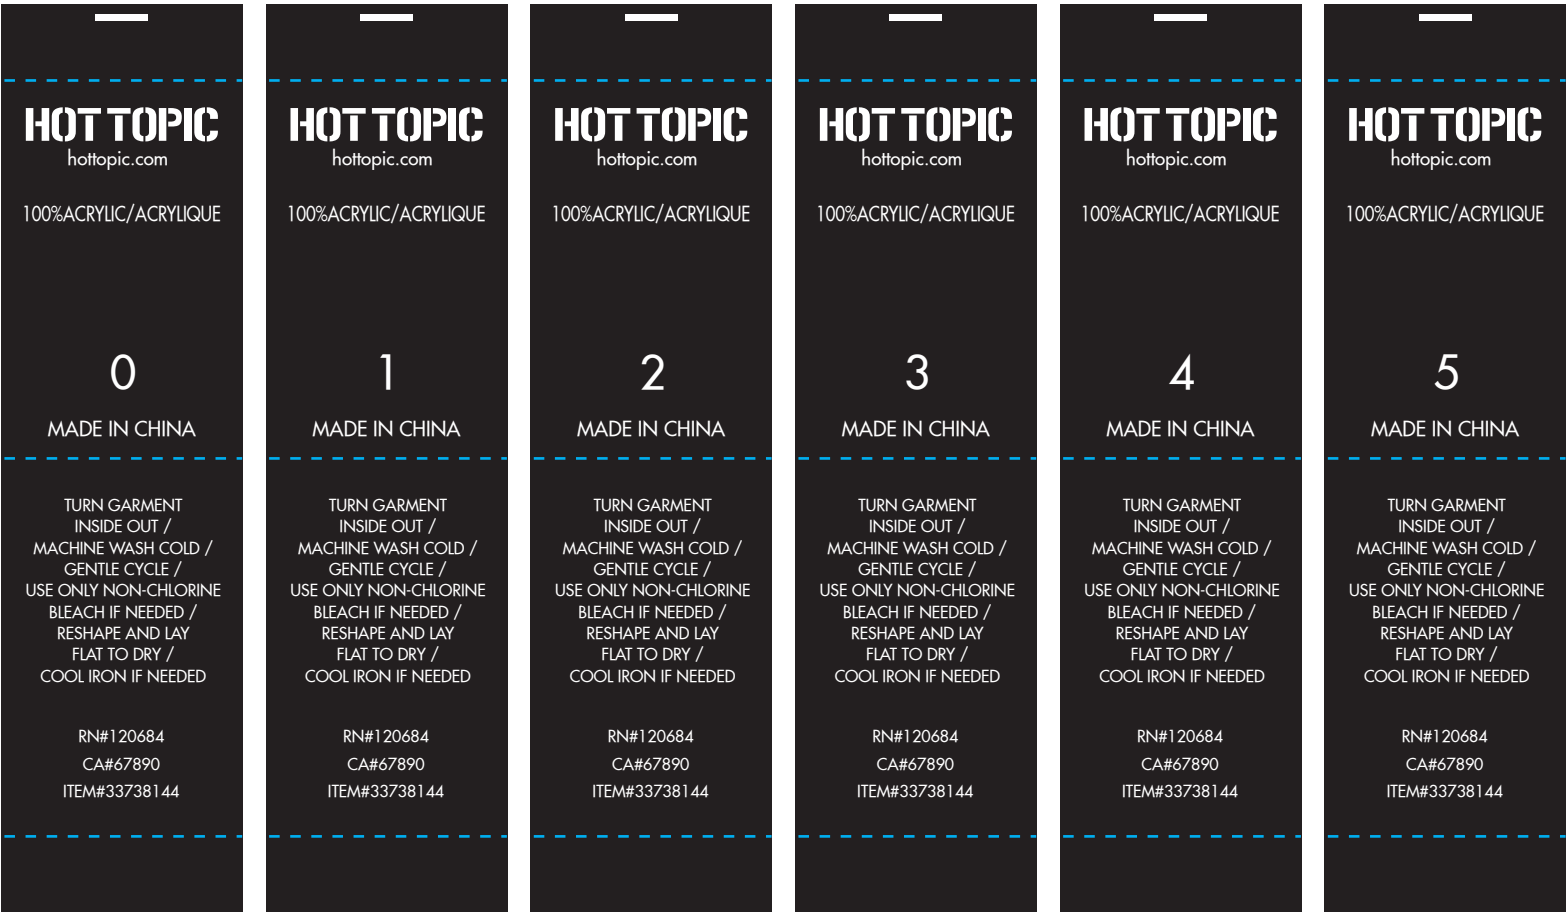 HOT TOPIC
hottopic.com
100%ACRYLIC/ACRYLIQUE
0
MADE IN CHINA
TURN GARMENT
INSIDE OUT /
MACHINE WASH COLD /
GENTLE CYCLE /
USE ONLY NON-CHLORINE
BLEACH IF NEEDED /
RESHAPE AND LAY
FLAT TO DRY /
COOL IRON IF NEEDED
RN#120684
CA#67890
ITEM#33738144
HOT TOPIC
hottopic.com
100%ACRYLIC/ACRYLIQUE
1
MADE IN CHINA
TURN GARMENT
INSIDE OUT /
MACHINE WASH COLD /
GENTLE CYCLE /
USE ONLY NON-CHLORINE
BLEACH IF NEEDED /
RESHAPE AND LAY
FLAT TO DRY /
COOL IRON IF NEEDED
RN#120684
CA#67890
ITEM#33738144
HOT TOPIC
hottopic.com
100%ACRYLIC/ACRYLIQUE
2
MADE IN CHINA
TURN GARMENT
INSIDE OUT /
MACHINE WASH COLD /
GENTLE CYCLE /
USE ONLY NON-CHLORINE
BLEACH IF NEEDED /
RESHAPE AND LAY
FLAT TO DRY /
COOL IRON IF NEEDED
RN#120684
CA#67890
ITEM#33738144
HOT TOPIC
hottopic.com
100%ACRYLIC/ACRYLIQUE
3
MADE IN CHINA
TURN GARMENT
INSIDE OUT /
MACHINE WASH COLD /
GENTLE CYCLE /
USE ONLY NON-CHLORINE
BLEACH IF NEEDED /
RESHAPE AND LAY
FLAT TO DRY /
COOL IRON IF NEEDED
RN#120684
CA#67890
ITEM#33738144
HOT TOPIC
hottopic.com
100%ACRYLIC/ACRYLIQUE
4
MADE IN CHINA
TURN GARMENT
INSIDE OUT /
MACHINE WASH COLD /
GENTLE CYCLE /
USE ONLY NON-CHLORINE
BLEACH IF NEEDED /
RESHAPE AND LAY
FLAT TO DRY /
COOL IRON IF NEEDED
RN#120684
CA#67890
ITEM#33738144
HOT TOPIC
hottopic.com
100%ACRYLIC/ACRYLIQUE
5
MADE IN CHINA
TURN GARMENT
INSIDE OUT /
MACHINE WASH COLD /
GENTLE CYCLE /
USE ONLY NON-CHLORINE
BLEACH IF NEEDED /
RESHAPE AND LAY
FLAT TO DRY /
COOL IRON IF NEEDED
RN#120684
CA#67890
ITEM#33738144